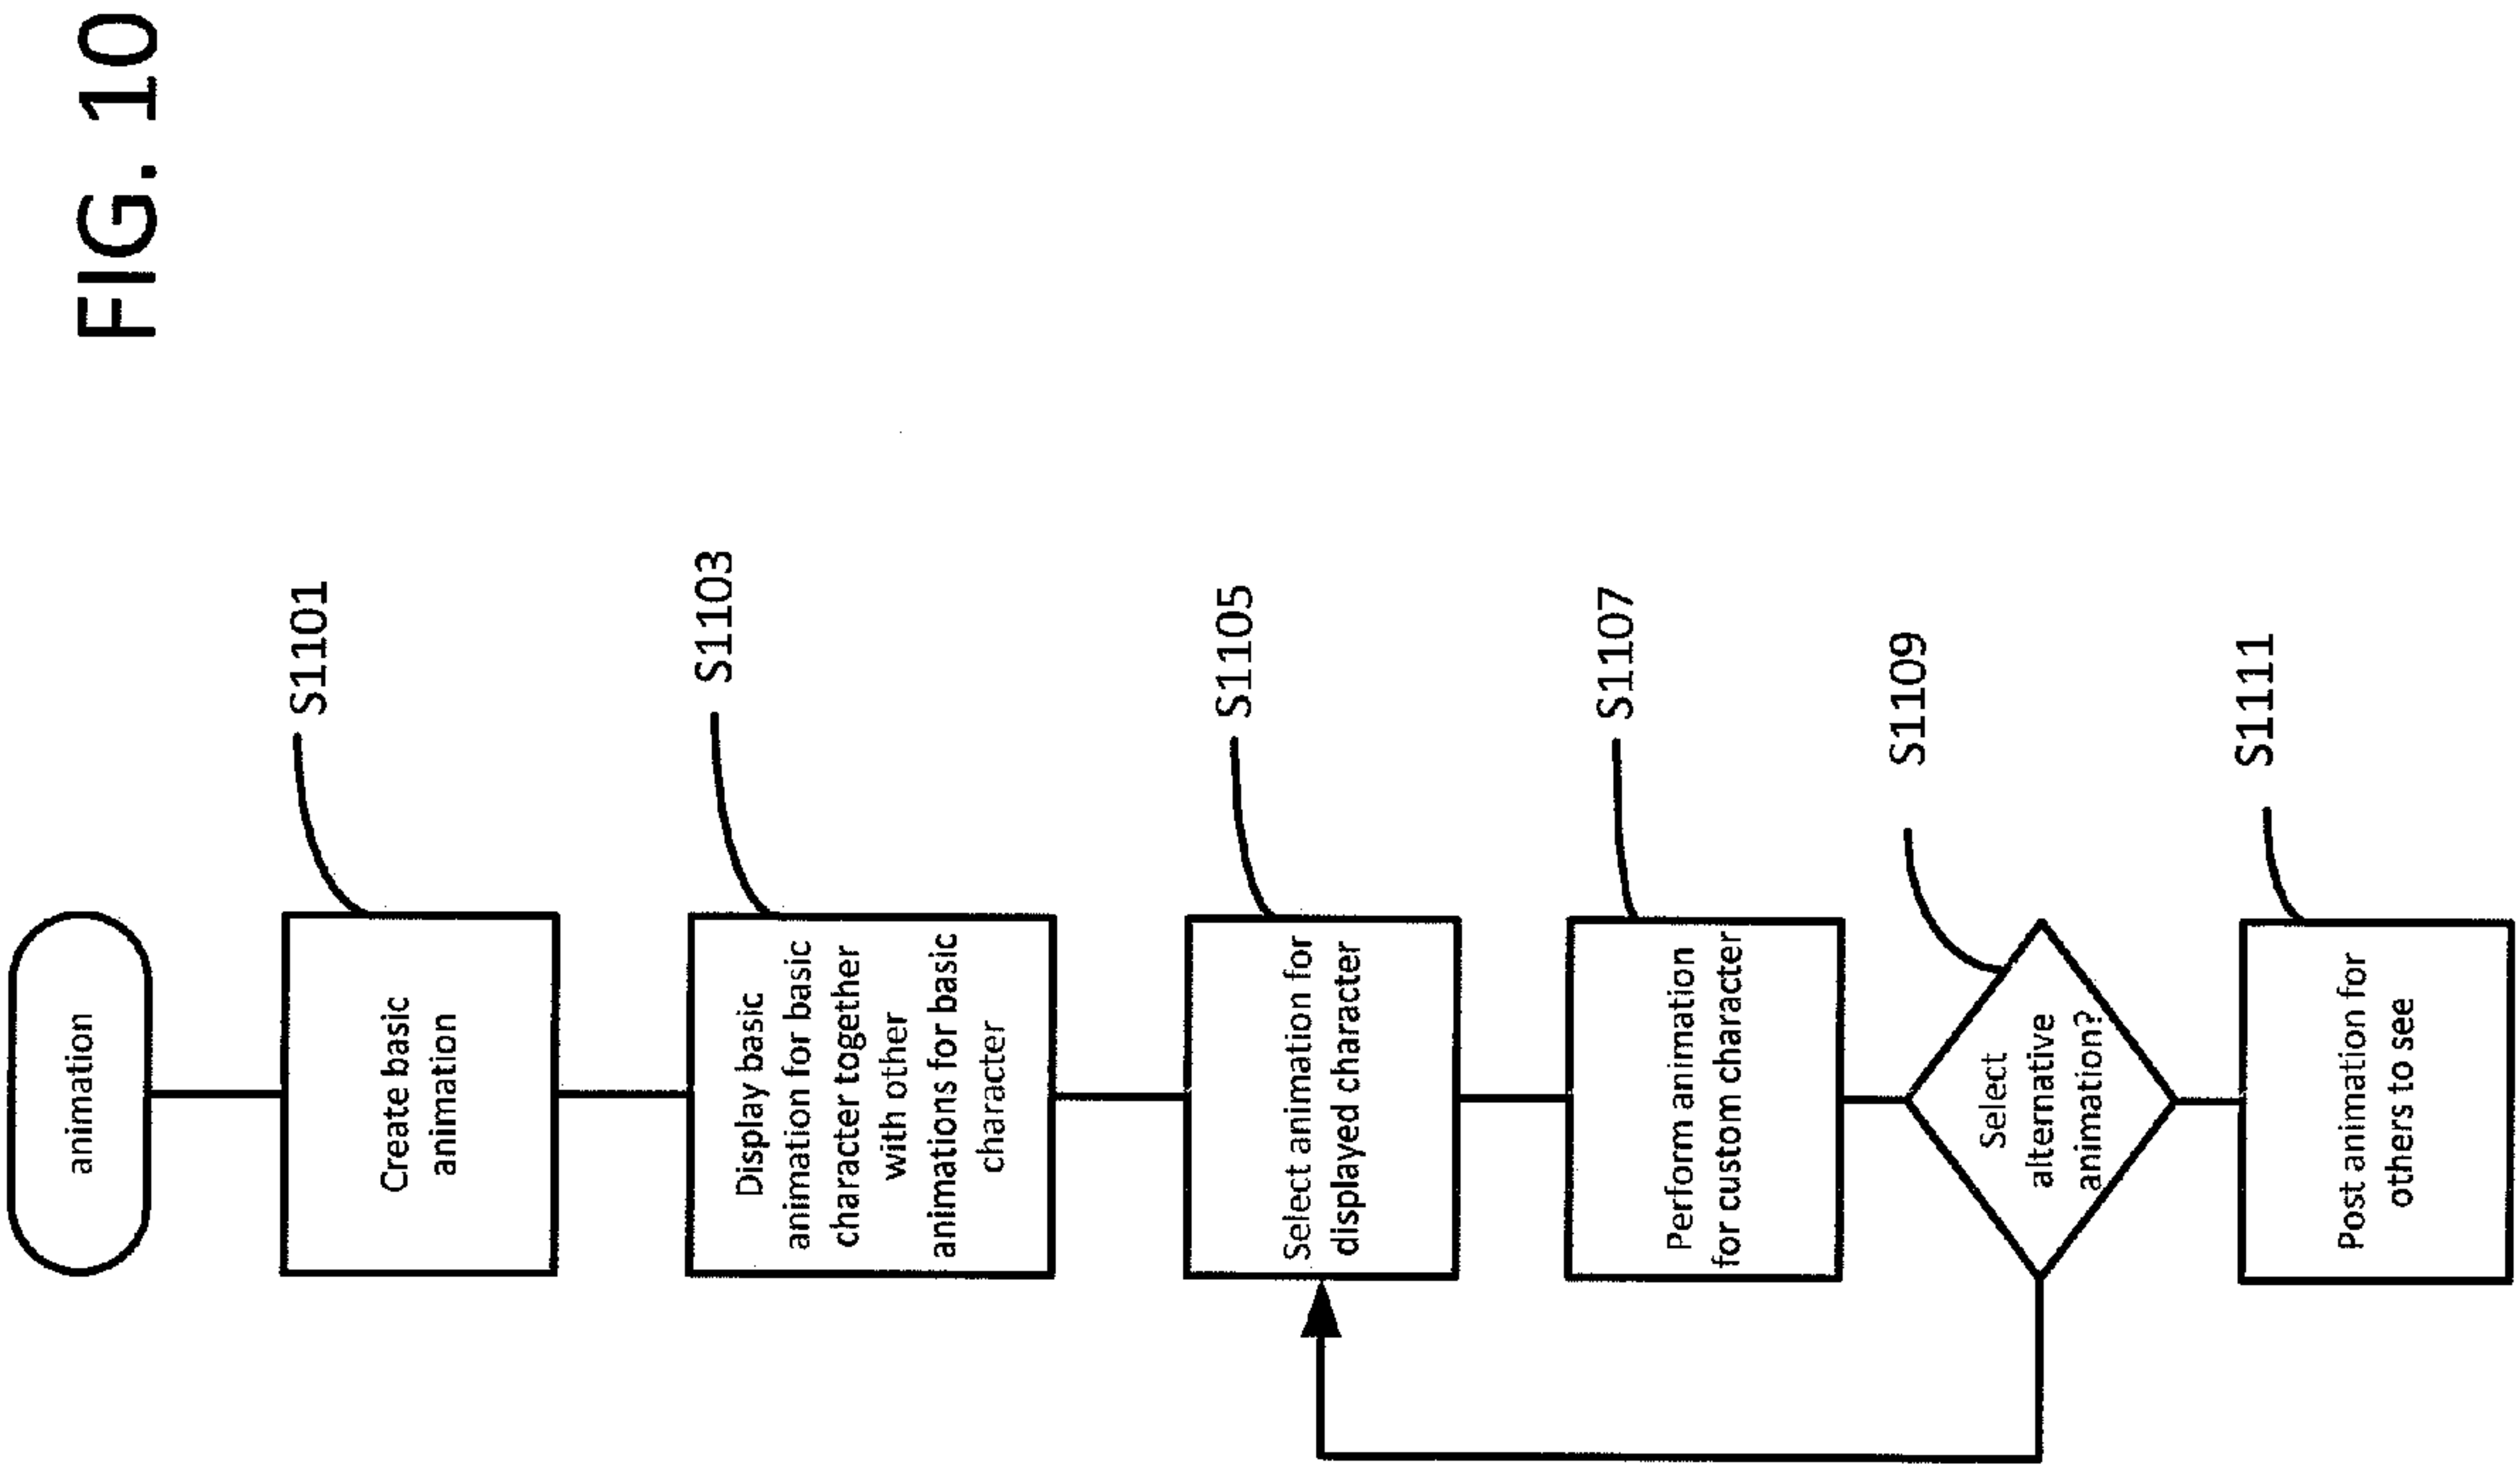 FIG. 10
animation
S1101
Create basic
animation
S1103
Display basic
animation for basic
character together
with other
animations for basic
character
S1105
Select animation for
displayed character
S1107
Perform animation
for custom character
S1109
Select
alternative
animation?
S1111
Post animation for
others to see